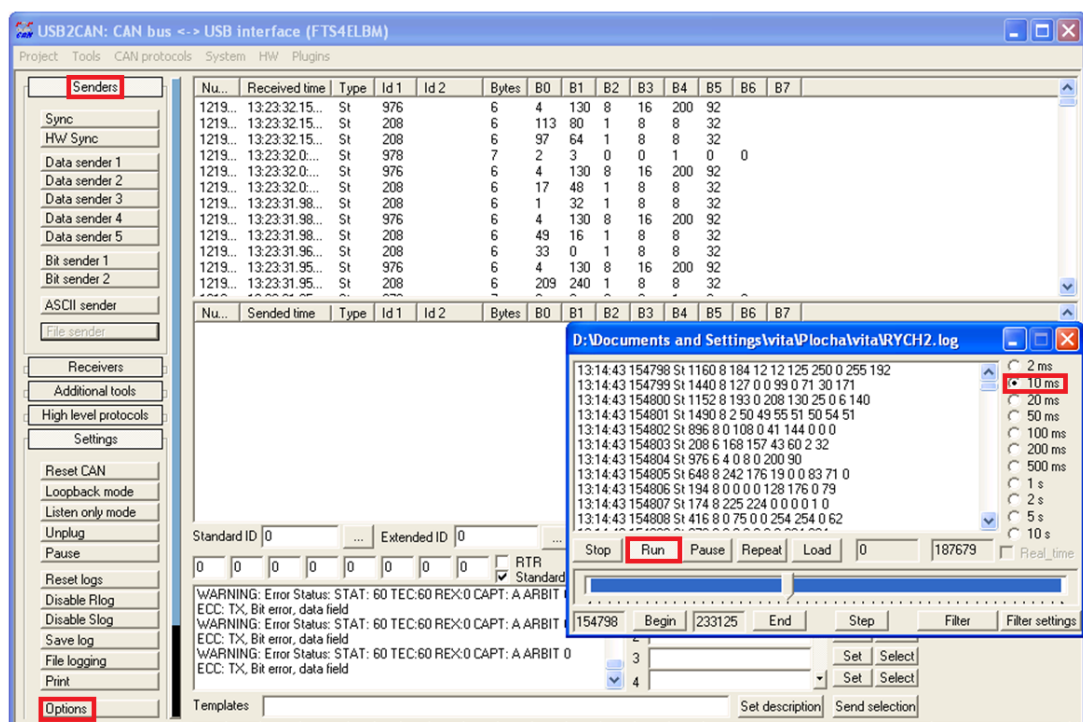 USB2CAN: CAN bus <-> USB interface (FTS4ELBM)
Project Tools CAN protocols System HW Plugins
Senders
Sync
HW Sync
Data sender 1
Data sender 2
Data sender 3
Data sender 4
Data sender 5
Bit sender 1
Bit sender 2
ASCII sender
File sender
Receivers
Additional tools
High level protocols
Settings
Reset CAN
Loopback mode
Listen only mode
Unplug
Pause
Reset logs
Disable Rlog
Disable Slog
Save log
File logging
Print
Options
Nu... Received time Type Id 1 Id 2 Bytes B0 B1 B2 B3 B4 B5 B6 B7
1219... 13:23:32.15... St 976 6 4 130 8 16 200 92
1219... 13:23:32.15... St 208 6 113 80 1 8 8 32
1219... 13:23:32.15... St 208 6 97 64 1 8 8 32
1219... 13:23:32.0:... St 978 7 2 3 0 0 1 0 0
1219... 13:23:32.0:... St 976 6 4 130 8 16 200 92
1219... 13:23:32.0:... St 208 6 17 48 1 8 8 32
1219... 13:23:31.98... St 208 6 1 32 1 8 8 32
1219... 13:23:31.98... St 976 6 4 130 8 16 200 92
1219... 13:23:31.98... St 208 6 49 16 1 8 8 32
1219... 13:23:31.96... St 208 6 33 0 1 8 8 32
1219... 13:23:31.95... St 976 6 4 130 8 16 200 92
1219... 13:23:31.95... St 208 6 209 240 1 8 8 32
Nu... Sended time Type Id 1 Id 2 Bytes B0 B1 B2 B3 B4 B5 B6 B7
D:\Documents and Settings\vita\Plocha\vita\RYCH2.log
13:14:43 154798 St 1160 8 184 12 12 125 250 0 255 192
13:14:43 154799 St 1440 8 127 0 0 99 0 71 30 171
13:14:43 154800 St 1152 8 193 0 208 130 25 0 6 140
13:14:43 154801 St 1490 8 2 50 49 55 51 50 54 51
13:14:43 154802 St 896 8 0 108 0 41 144 0 0 0
13:14:43 154803 St 208 6 168 157 43 60 2 32
13:14:43 154804 St 976 6 4 0 8 0 200 90
13:14:43 154805 St 648 8 242 176 19 0 0 83 71 0
13:14:43 154806 St 194 8 0 0 0 0 128 176 0 79
13:14:43 154807 St 174 8 225 224 0 0 0 0 1 0
13:14:43 154808 St 416 8 0 75 0 0 254 254 0 62
2 ms
10 ms
20 ms
50 ms
100 ms
200 ms
500 ms
1 s
2 s
5 s
10 s
Stop Run Pause Repeat Load 0 187679 Real_time
154798 Begin 233125 End Step Filter Filter settings
Standard ID 0 ... Extended ID 0 ...
0 0 0 0 0 0 0 0 RTR
Standard
WARNING: Error Status: STAT: 60 TEC:60 REX:0 CAPT: A ARBIT
ECC: TX, Bit error, data field
WARNING: Error Status: STAT: 60 TEC:60 REX:0 CAPT: A ARBIT
ECC: TX, Bit error, data field
WARNING: Error Status: STAT: 60 TEC:60 REX:0 CAPT: A ARBIT 0
ECC: TX, Bit error, data field
3 Set Select
4 Set Select
Templates Set description Send selection